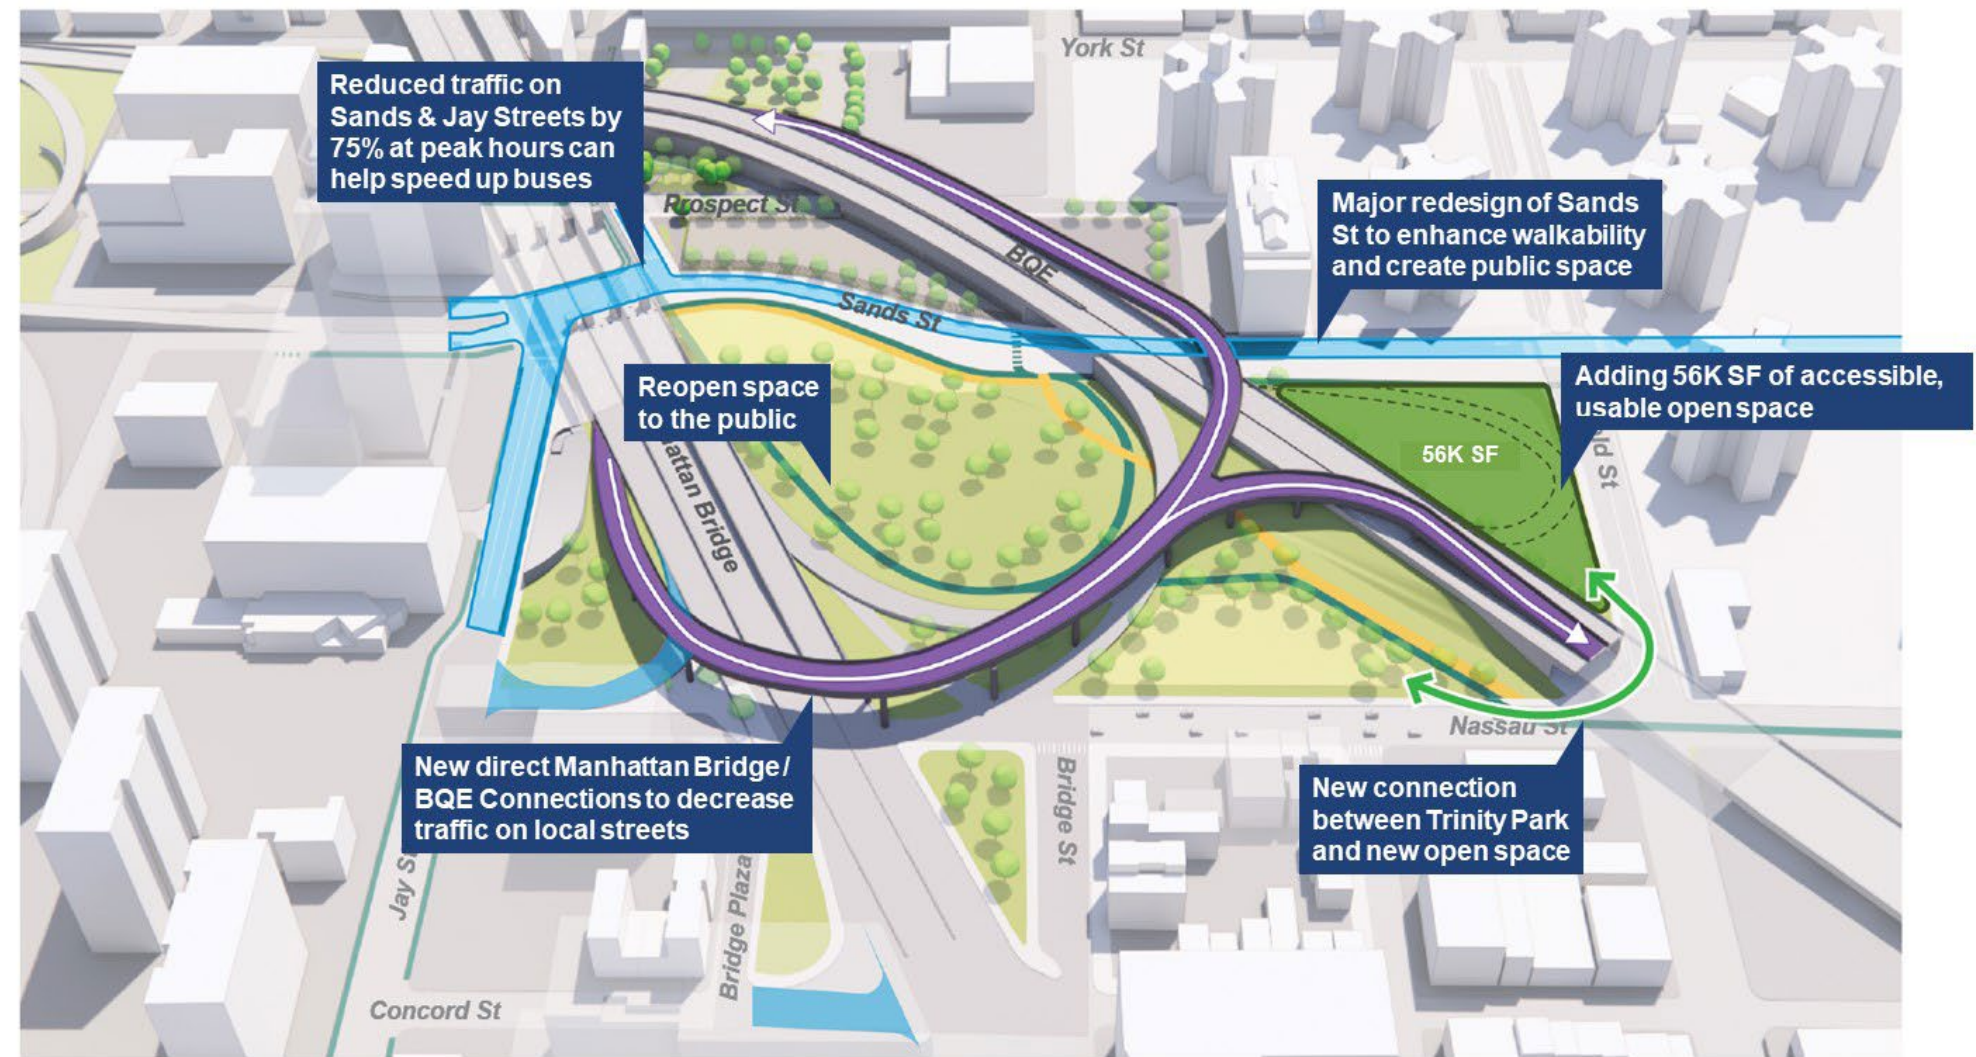 York St
Reduced traffic on
Sands & Jay Streets by
75% at peak hours can
help speed up buses
Prospect St
Major redesign of Sands
St to enhance walkability
and create public space
BQE
Sands St
Reopen space
to the public
Adding 56K SF of accessible,
usable open space
56K SF
ld St
hattan Bridge
Nassau St
New direct Manhattan Bridge/
BQE Connections to decrease
traffic on local streets
Bridge St
New connection
between Trinity Park
and new open space
Jay S
Bridge Plaza
Concord St